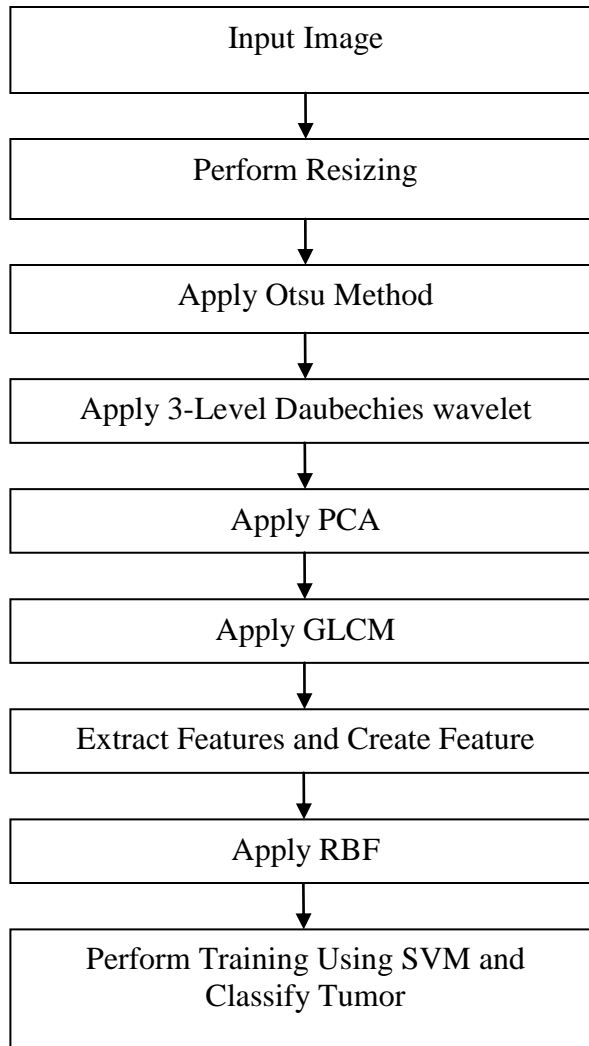 Input Image
Perform Resizing
Apply Otsu Method
Apply 3-Level Daubechies wavelet
Apply PCA
Apply GLCM
Extract Features and Create Feature
Apply RBF
Perform Training Using SVM and
Classify Tumor